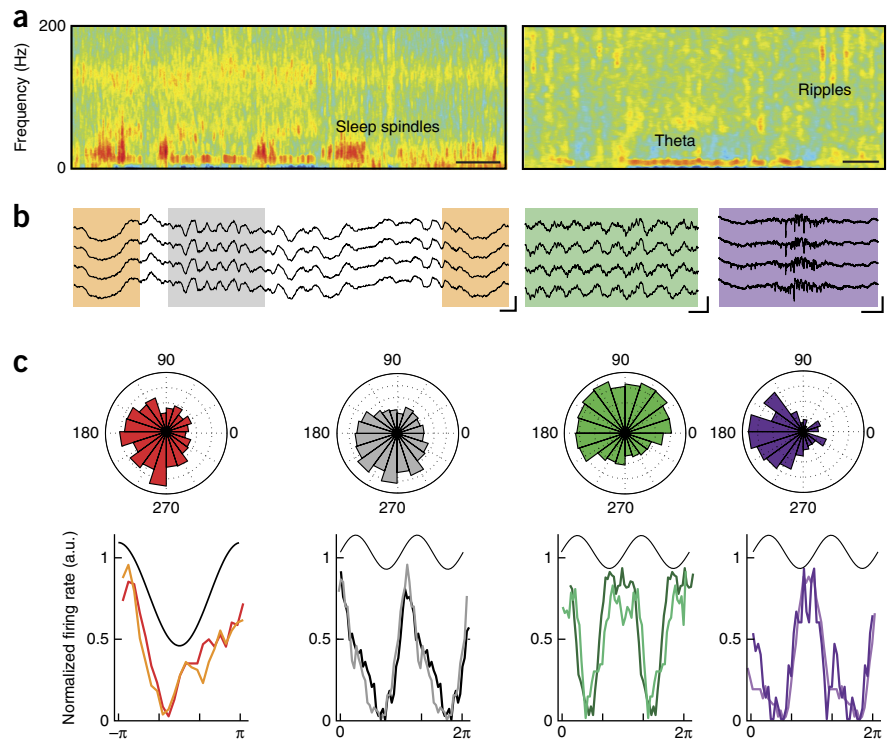 a
200
Frequency (Hz)
0
Sleep spindles
Theta
Ripples
b
c
90
180
0
270
90
180
0
270
90
180
0
270
90
180
0
270
Normalized firing rate (a.u.)
1
0.5
0
–π
π
1
0.5
0
0
2π
1
0.5
0
0
2π
1
0.5
0
0
2π